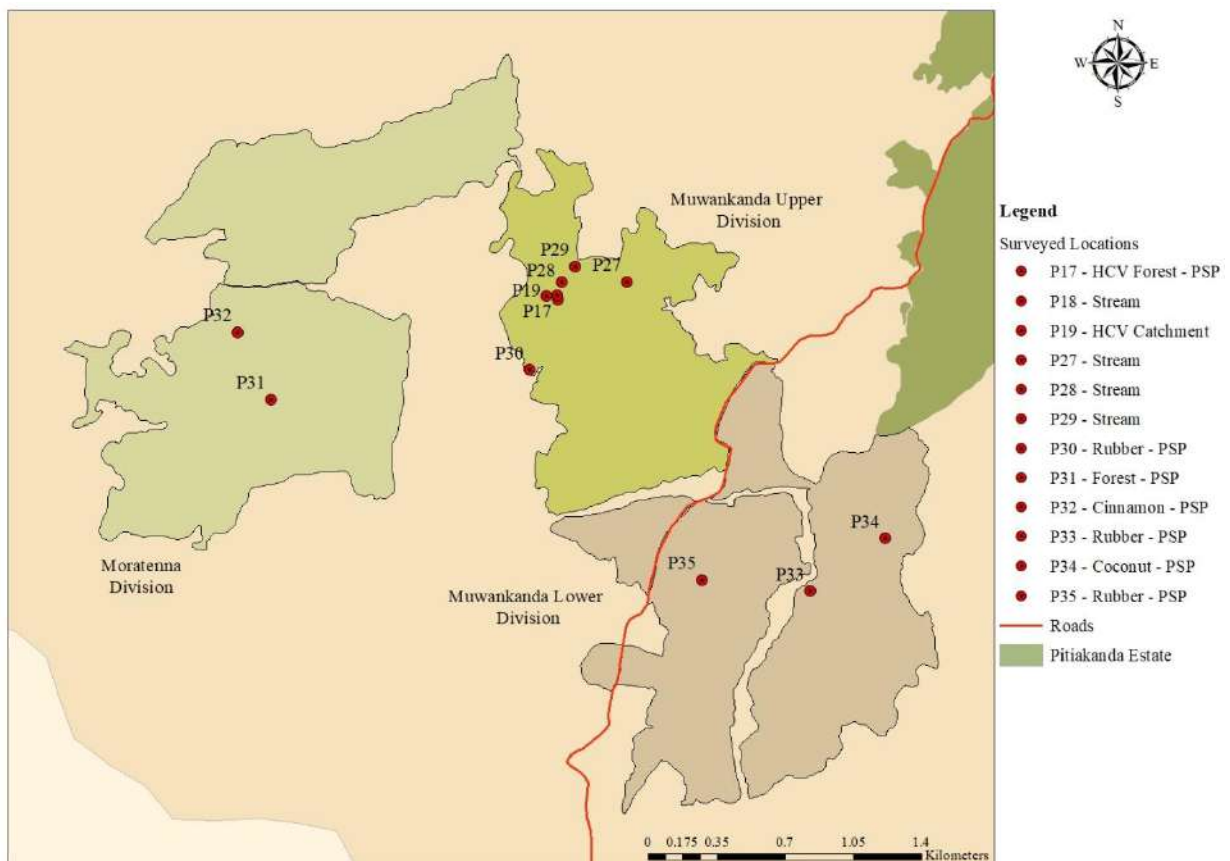 N
W E
S
Muwankanda Upper
Division
P29
P28
P27
P19
P17
P32
P30
P31
P34
P35
P33
Moratenna
Division
Muwankanda Lower
Division
Legend
Surveyed Locations
P17 - HCV Forest - PSP
P18 - Stream
P19 - HCV Catchment
P27 - Stream
P28 - Stream
P29 - Stream
P30 - Rubber - PSP
P31 - Forest - PSP
P32 - Cinnamon - PSP
P33 - Rubber - PSP
P34 - Coconut - PSP
P35 - Rubber - PSP
Roads
Pitiakanda Estate
0 0.175 0.35 0.7 1.05 1.4
Kilometers